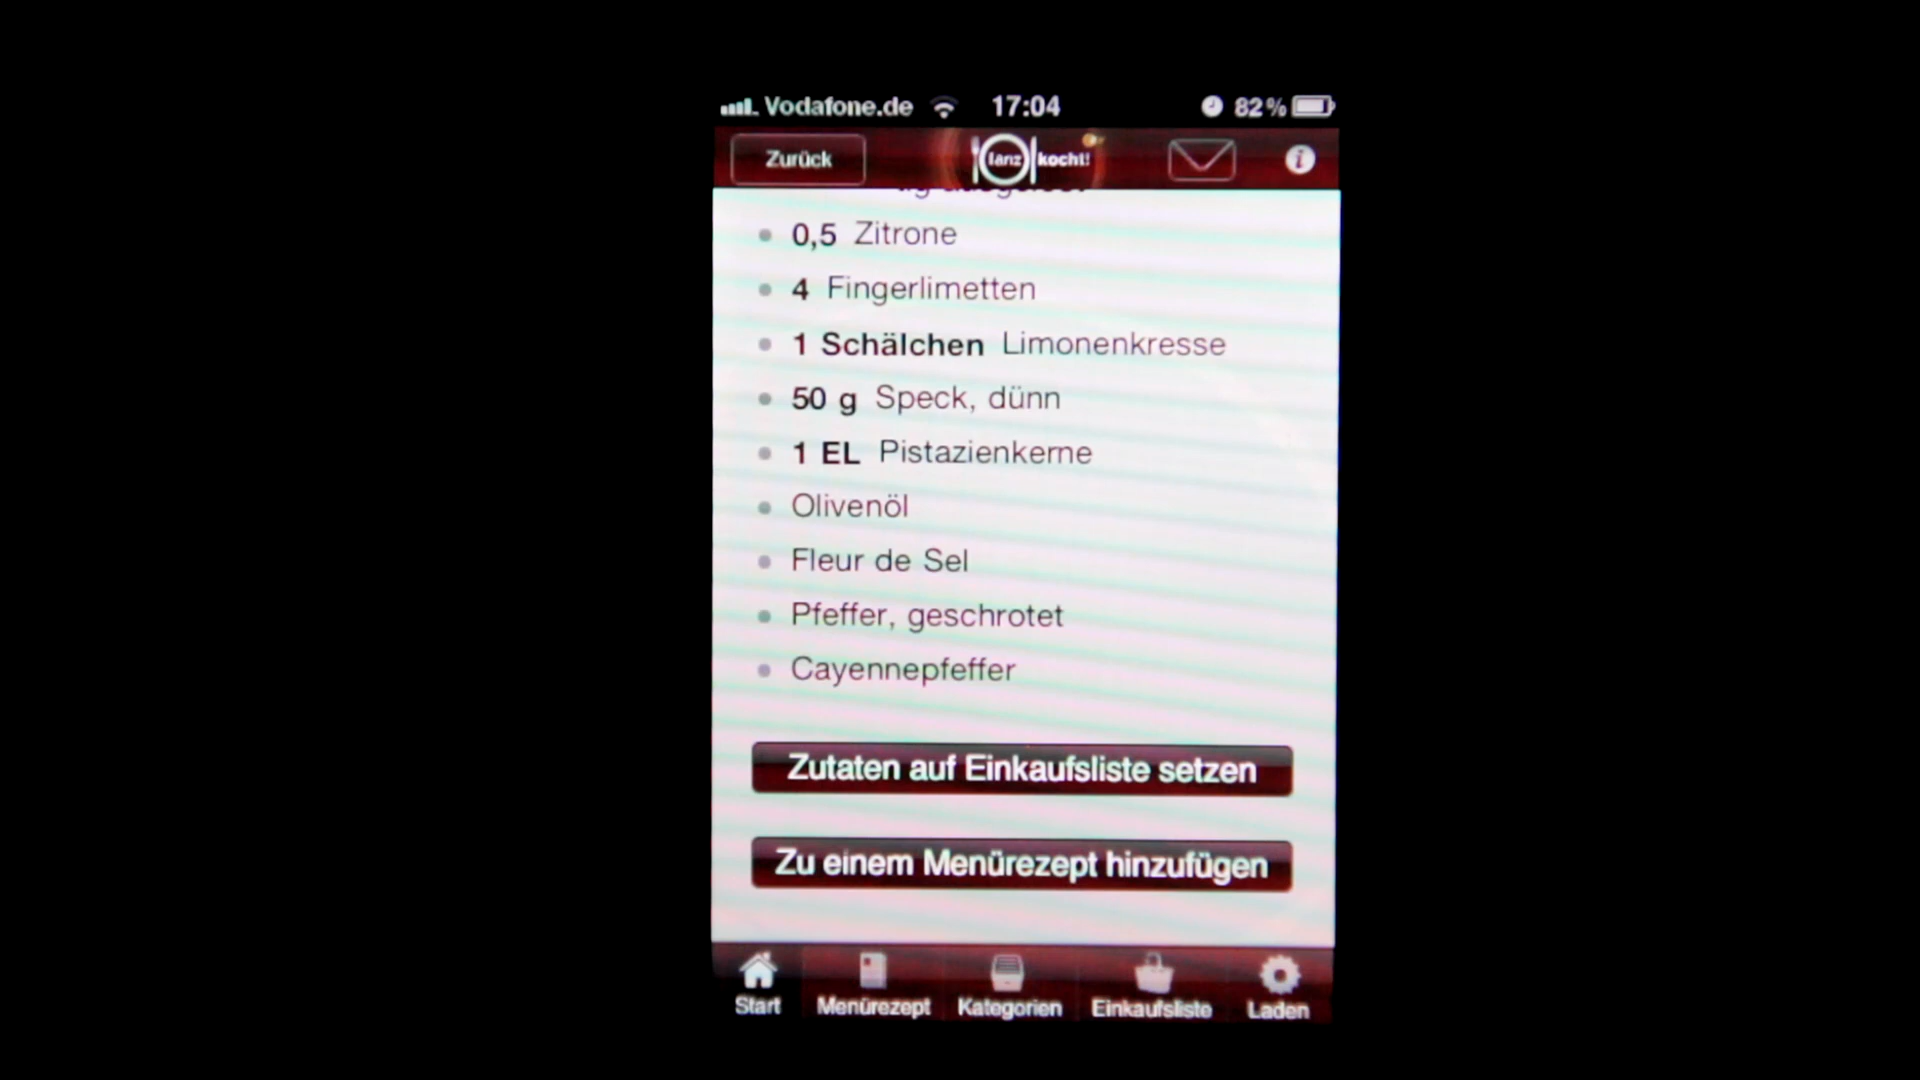 Vodafone.de 17:04 82%
Zurück lanz kocht! i
0,5 Zitrone
4 Fingerlimetten
1 Schälchen Limonenkresse
50 g Speck, dünn
1 EL Pistazienkerne
Olivenöl
Fleur de Sel
Pfeffer, geschrotet
Cayennepfeffer
Zutaten auf Einkaufsliste setzen
Zu einem Menürezept hinzufügen
Start Menürezept Kategorien Einkaufsliste Laden